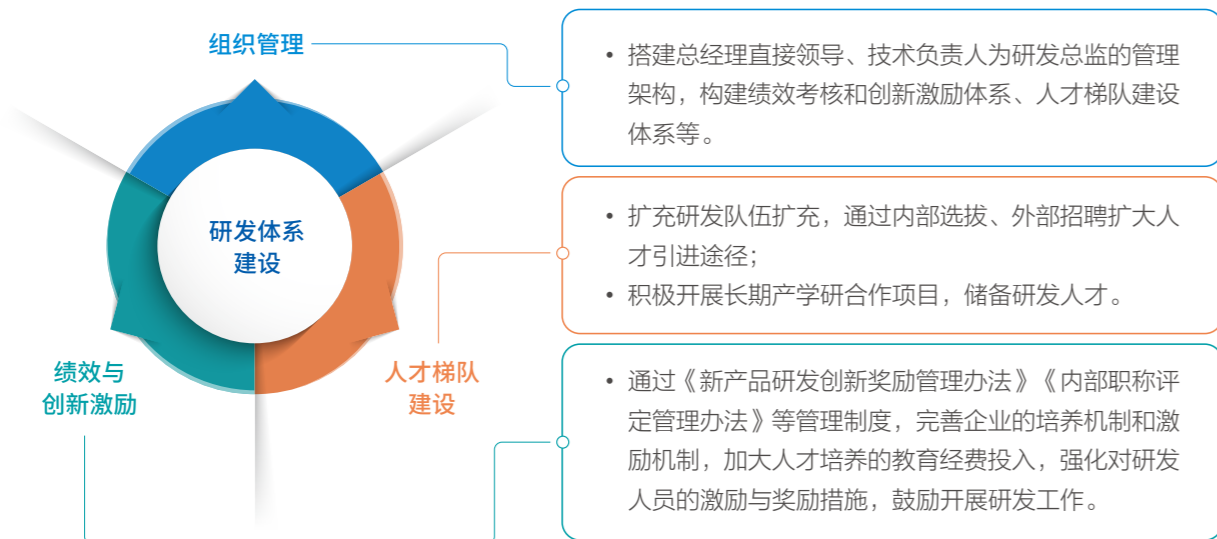 组织管理
• 搭建总经理直接领导、技术负责人为研发总监的管理
架构，构建绩效考核和创新激励体系、人才梯队建设
体系等。
研发体系
建设
• 扩充研发队伍扩充，通过内部选拔、外部招聘扩大人
才引进途径；
• 积极开展长期产学研合作项目，储备研发人才。
绩效与
创新激励
人才梯队
建设
• 通过《新产品研发创新奖励管理办法》《内部职称评
定管理办法》等管理制度，完善企业的培养机制和激
励机制，加大人才培养的教育经费投入，强化对研发
人员的激励与奖励措施，鼓励开展研发工作。